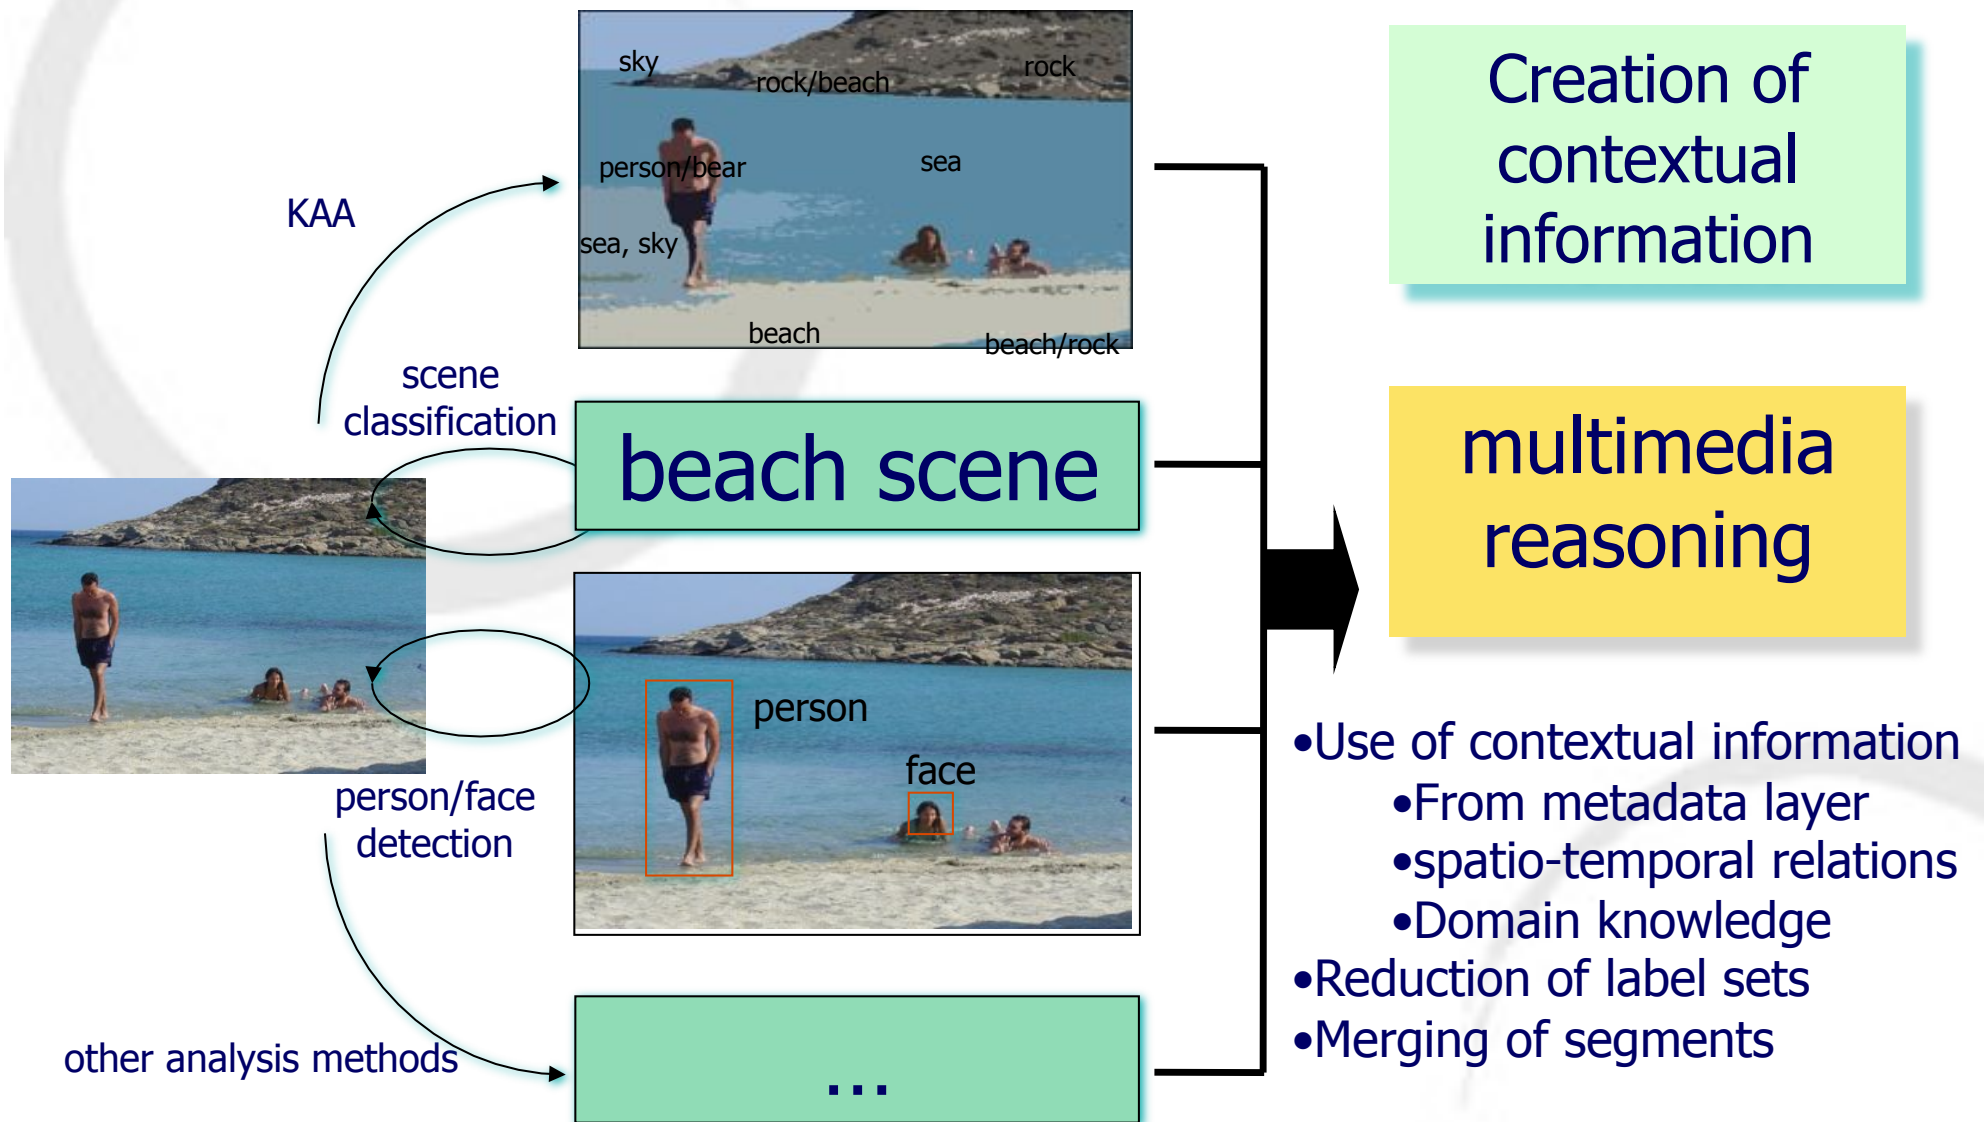 sky
rock/beach
rock
person/bear
sea
sea, sky
beach
beach/rock
KAA
scene
classification
beach scene
person
face
person/face
detection
other analysis methods
...
Creation of
contextual
information
multimedia
reasoning
•Use of contextual information
•From metadata layer
•spatio-temporal relations
•Domain knowledge
•Reduction of label sets
•Merging of segments